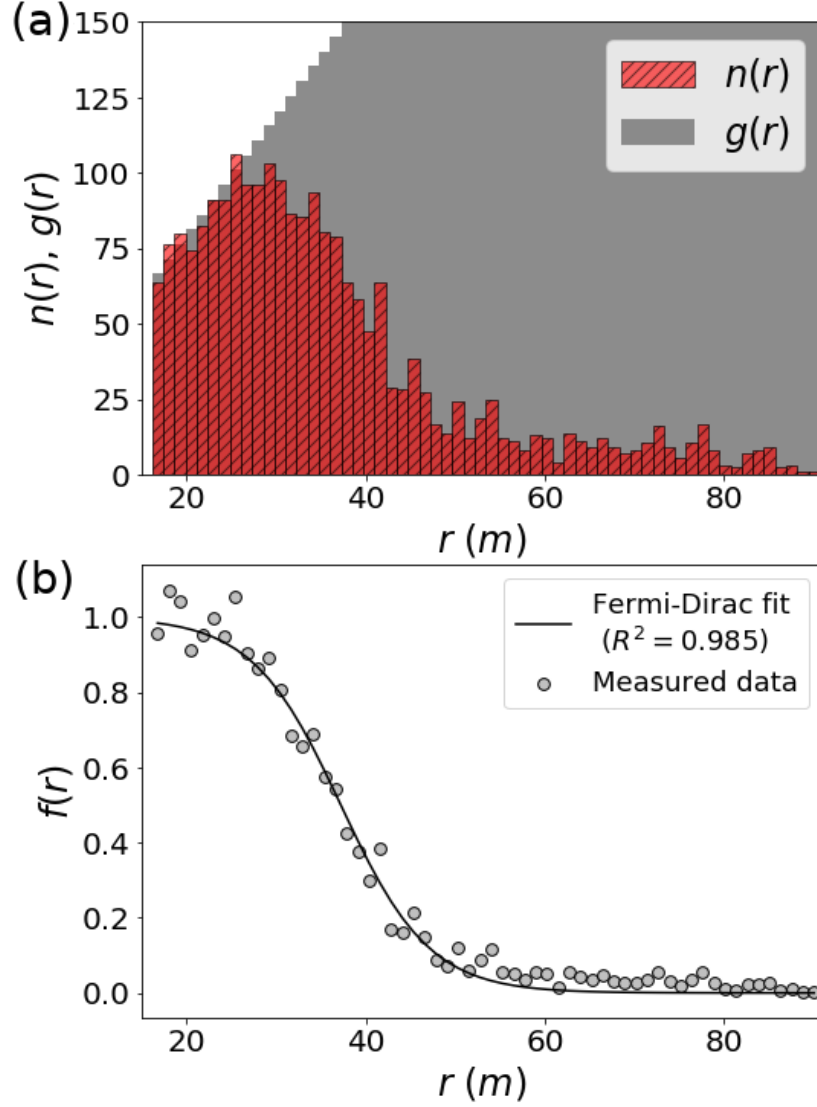 (a)
150
125
100
75
50
25
0
n(r), g(r)
n(r)
g(r)
20
40
60
80
r (m)
(b)
1.0
0.8
0.6
0.4
0.2
0.0
f(r)
Fermi-Dirac fit
(R² = 0.985)
Measured data
20
40
60
80
r (m)